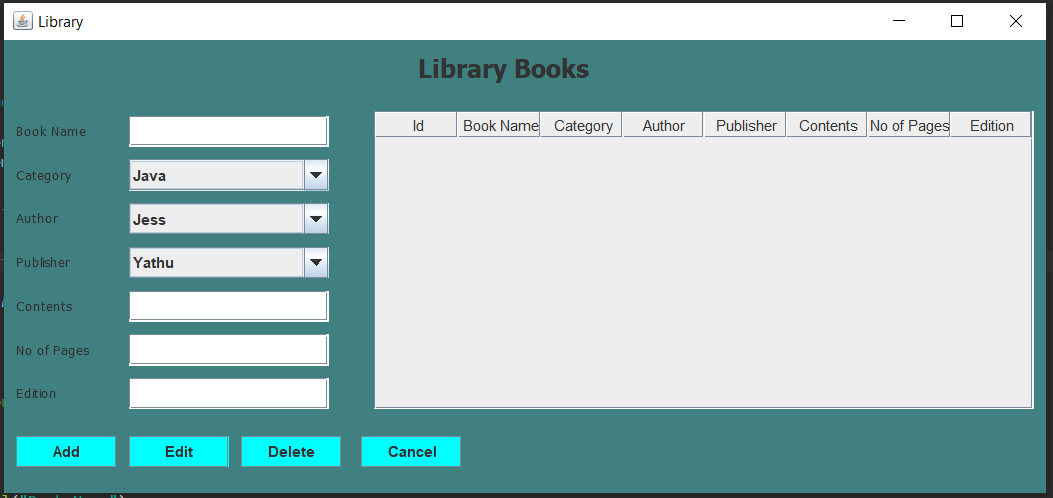 Library
Library Books
Book Name
Category Java
Author Jess
Publisher Yathu
Contents
No of Pages
Edition
Id Book Name Category Author Publisher Contents No of Pages Edition
Add Edit Delete Cancel